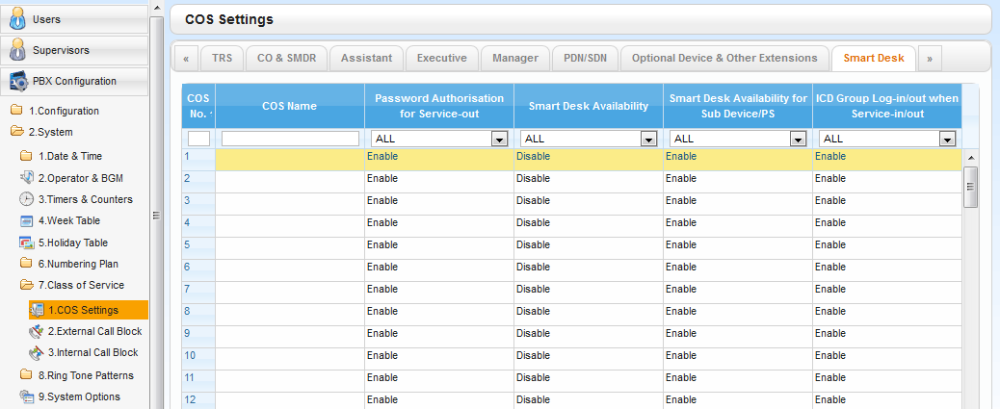 Users
Supervisors
PBX Configuration
1.Configuration
2.System
1.Date & Time
2.Operator & BGM
3.Timers & Counters
4.Week Table
5.Holiday Table
6.Numbering Plan
7.Class of Service
1.COS Settings
2.External Call Block
3.Internal Call Block
8.Ring Tone Patterns
9.System Options
COS Settings
« TRS CO & SMDR Assistant Executive Manager PDN/SDN Optional Device & Other Extensions Smart Desk »
COS No. COS Name Password Authorisation for Service-out Smart Desk Availability Smart Desk Availability for Sub Device/PS ICD Group Log-in/out when Service-in/out
ALL ALL ALL ALL
1 Enable Disable Enable Enable
2 Enable Disable Enable Enable
3 Enable Disable Enable Enable
4 Enable Disable Enable Enable
5 Enable Disable Enable Enable
6 Enable Disable Enable Enable
7 Enable Disable Enable Enable
8 Enable Disable Enable Enable
9 Enable Disable Enable Enable
10 Enable Disable Enable Enable
11 Enable Disable Enable Enable
12 Enable Disable Enable Enable